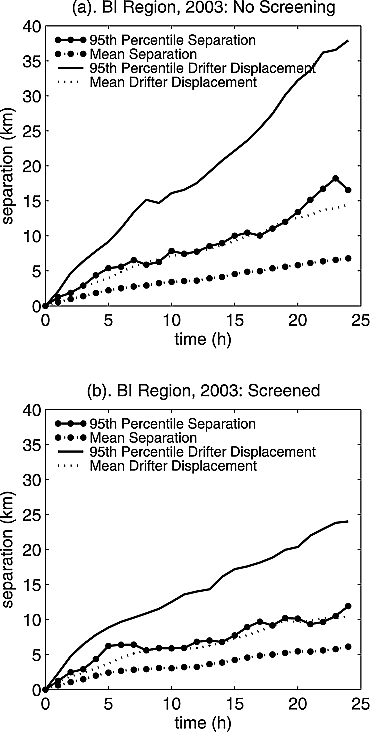 (a). BI Region, 2003: No Screening
40
35
30
25
20
15
10
5
0
separation (km)
95th Percentile Separation
Mean Separation
95th Percentile Drifter Displacement
Mean Drifter Displacement
0 5 10 15 20 25
time (h)
(b). BI Region, 2003: Screened
40
35
30
25
20
15
10
5
0
separation (km)
95th Percentile Separation
Mean Separation
95th Percentile Drifter Displacement
Mean Drifter Displacement
0 5 10 15 20 25
time (h)